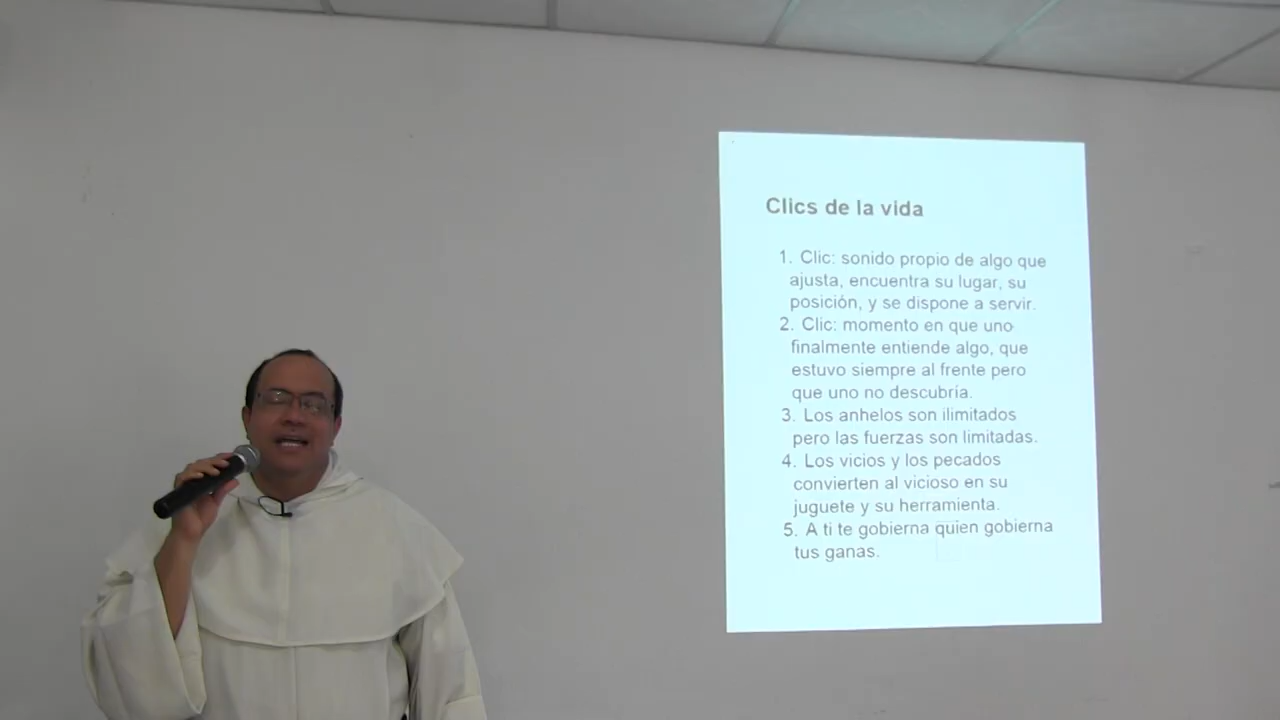 Clics de la vida
1. Clic: sonido propio de algo que
ajusta, encuentra su lugar, su
posición, y se dispone a servir.
2. Clic: momento en que uno
finalmente entiende algo, que
estuvo siempre al frente pero
que uno no descubría.
3. Los anhelos son ilimitados
pero las fuerzas son limitadas.
4. Los vicios y los pecados
convierten al vicioso en su
juguete y su herramienta.
5. A ti te gobierna quien gobierna
tus ganas.